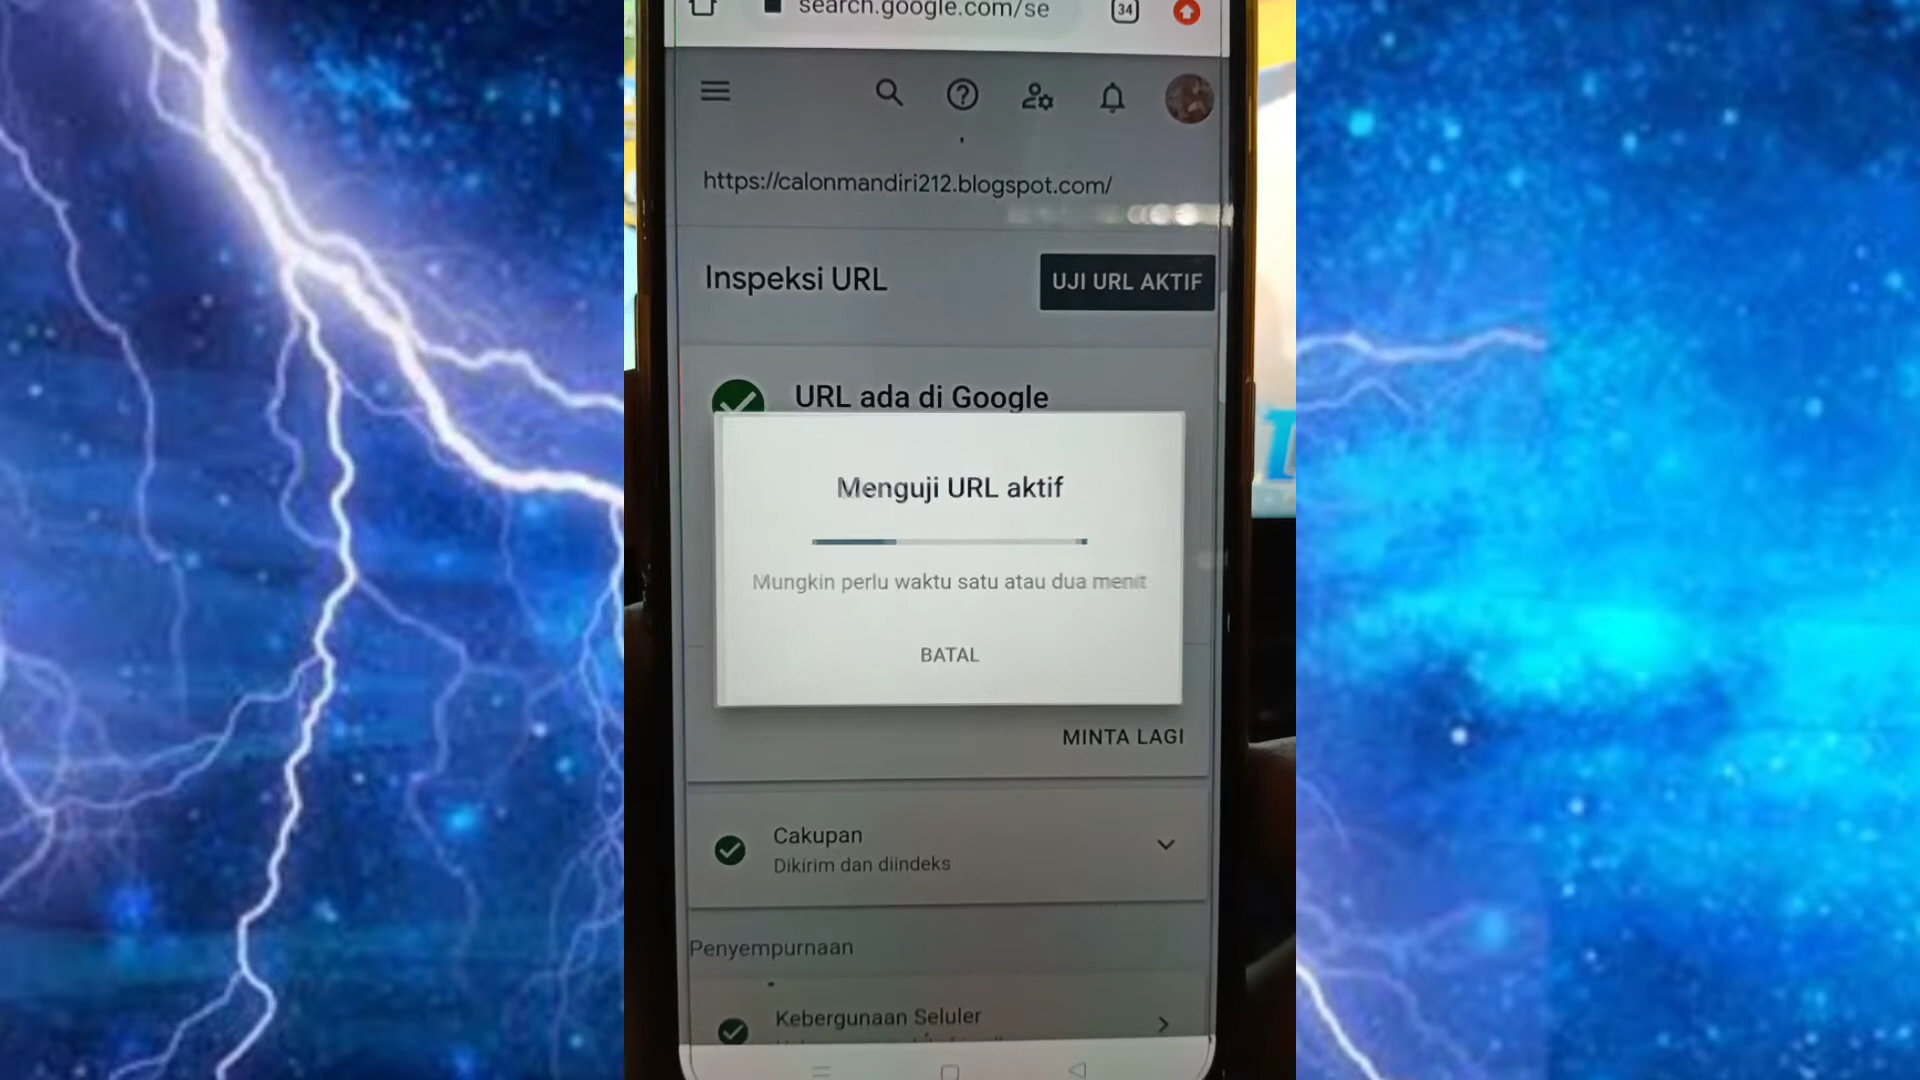 search.google.com/se
34
https://calonmandiri212.blogspot.com/
Inspeksi URL
UJI URL AKTIF
URL ada di Google
Menguji URL aktif
Mungkin perlu waktu satu atau dua menit
BATAL
MINTA LAGI
Cakupan
Dikirim dan diindeks
Penyempurnaan
Kebergunaan Seluler